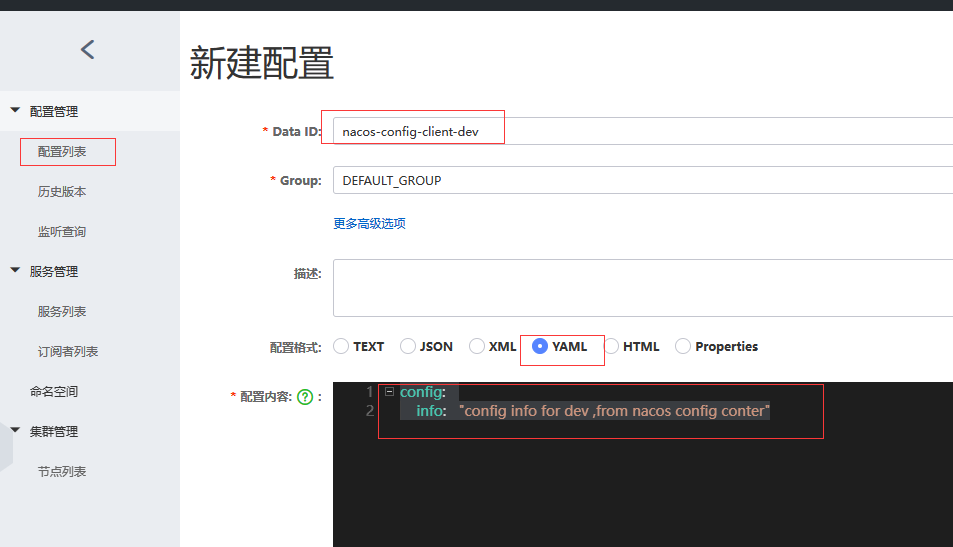 新建配置
配置管理
配置列表
历史版本
监听查询
服务管理
服务列表
订阅者列表
命名空间
集群管理
节点列表
* Data ID: nacos-config-client-dev
* Group: DEFAULT_GROUP
更多高级选项
描述:
配置格式: TEXT JSON XML YAML HTML Properties
* 配置内容: ? :
1 config:
2 info: "config info for dev ,from nacos config conter"